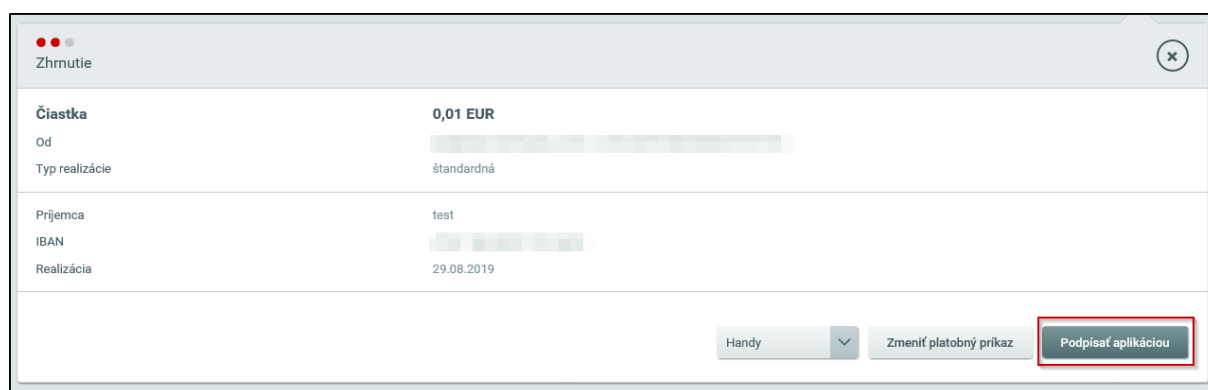 Zhrnutie
Čiastka 0,01 EUR
Od
Typ realizácie štandardná
Príjemca test
IBAN
Realizácia 29.08.2019
Handy Zmeniť platobný príkaz Podpísať aplikáciou